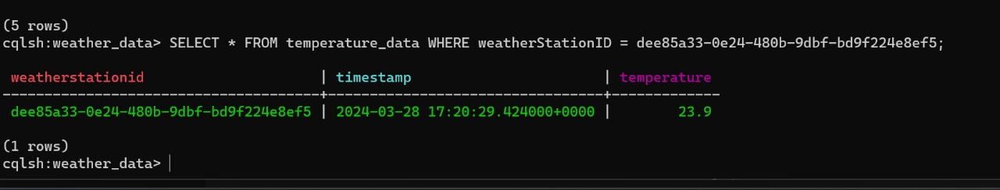 (5 rows)
cqlsh:weather_data> SELECT * FROM temperature_data WHERE weatherStationID = dee85a33-0e24-480b-9dbf-bd9f224e8ef5;
weatherstationid | timestamp | temperature
--------------------------------------+---------------------------------+-------------
dee85a33-0e24-480b-9dbf-bd9f224e8ef5 | 2024-03-28 17:20:29.424000+0000 | 23.9
(1 rows)
cqlsh:weather_data>